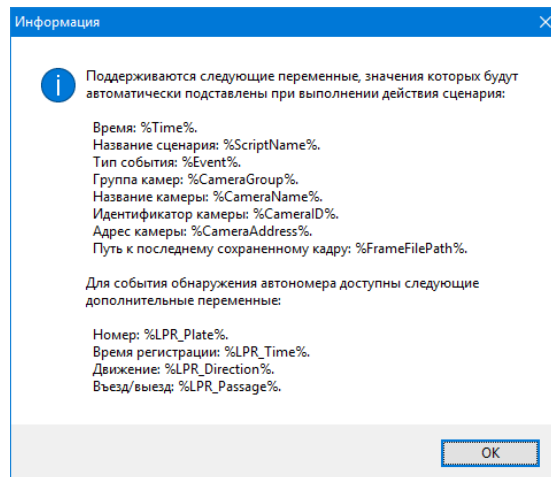 Информация
Поддерживаются следующие переменные, значения которых будут
автоматически подставлены при выполнении действия сценария:
Время: %Time%.
Название сценария: %ScriptName%.
Тип события: %Event%.
Группа камер: %CameraGroup%.
Название камеры: %CameraName%.
Идентификатор камеры: %CameraID%.
Адрес камеры: %CameraAddress%.
Путь к последнему сохраненному кадру: %FrameFilePath%.
Для события обнаружения автономера доступны следующие
дополнительные переменные:
Номер: %LPR_Plate%.
Время регистрации: %LPR_Time%.
Движение: %LPR_Direction%.
Въезд/выезд: %LPR_Passage%.
OK